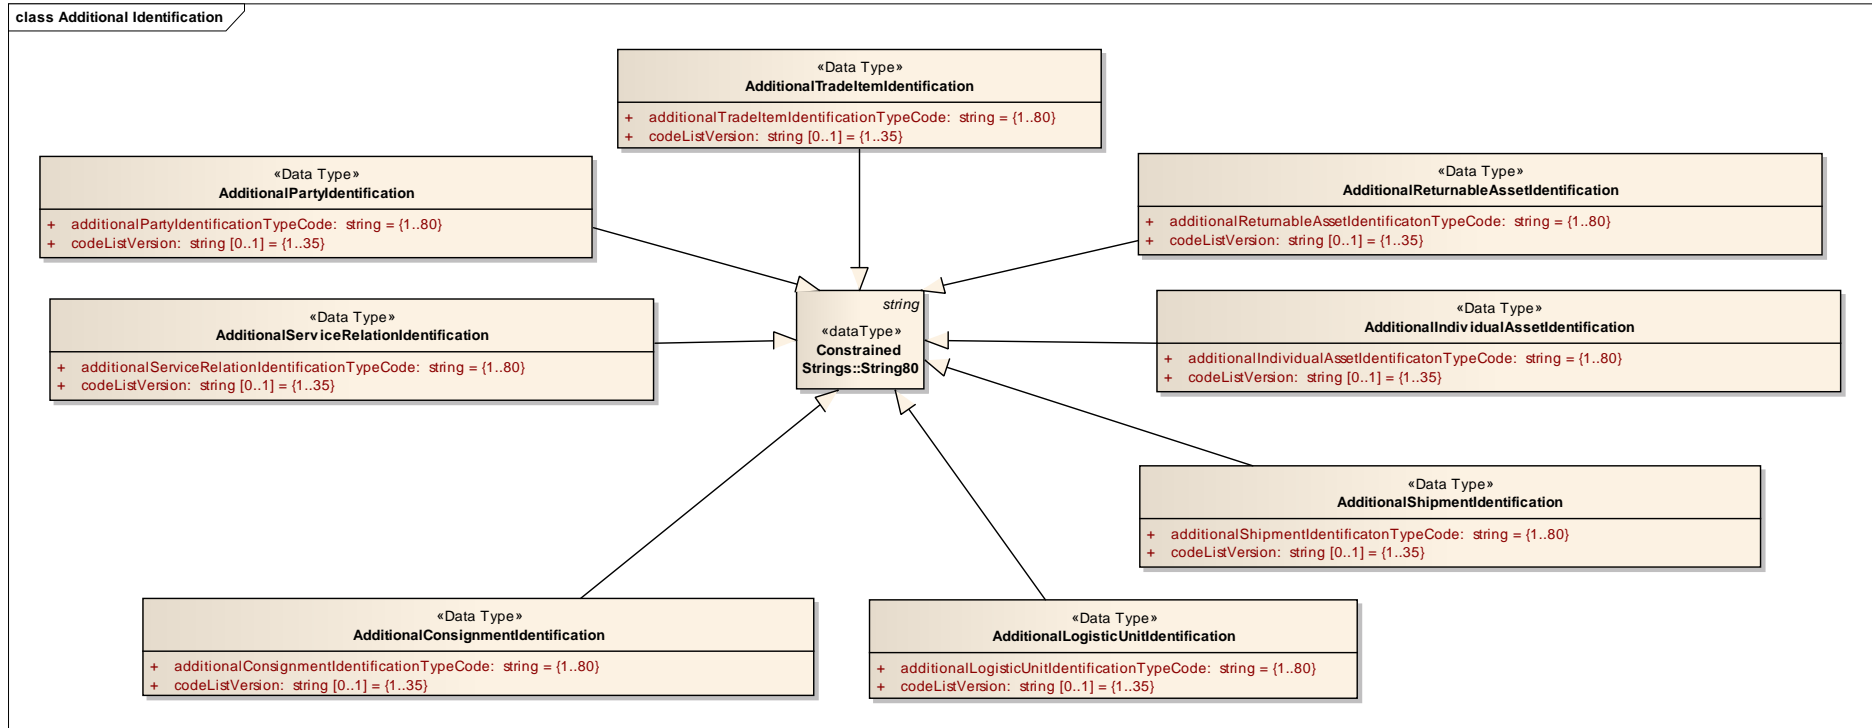 class Additional Identification
«Data Type»
AdditionalTradeItemIdentification
+ additionalTradeItemIdentificationTypeCode: string = {1..80}
+ codeListVersion: string [0..1] = {1..35}
«Data Type»
AdditionalPartyIdentification
+ additionalPartyIdentificationTypeCode: string = {1..80}
+ codeListVersion: string [0..1] = {1..35}
«Data Type»
AdditionalReturnableAssetIdentification
+ additionalReturnableAssetIdentificatonTypeCode: string = {1..80}
+ codeListVersion: string [0..1] = {1..35}
«Data Type»
AdditionalServiceRelationIdentification
+ additionalServiceRelationIdentificationTypeCode: string = {1..80}
+ codeListVersion: string [0..1] = {1..35}
string
«dataType»
Constrained
Strings::String80
«Data Type»
AdditionalIndividualAssetIdentification
+ additionalIndividualAssetIdentificatonTypeCode: string = {1..80}
+ codeListVersion: string [0..1] = {1..35}
«Data Type»
AdditionalShipmentIdentification
+ additionalShipmentIdentificatonTypeCode: string = {1..80}
+ codeListVersion: string [0..1] = {1..35}
«Data Type»
AdditionalConsignmentIdentification
+ additionalConsignmentIdentificationTypeCode: string = {1..80}
+ codeListVersion: string [0..1] = {1..35}
«Data Type»
AdditionalLogisticUnitIdentification
+ additionalLogisticUnitIdentificationTypeCode: string = {1..80}
+ codeListVersion: string [0..1] = {1..35}